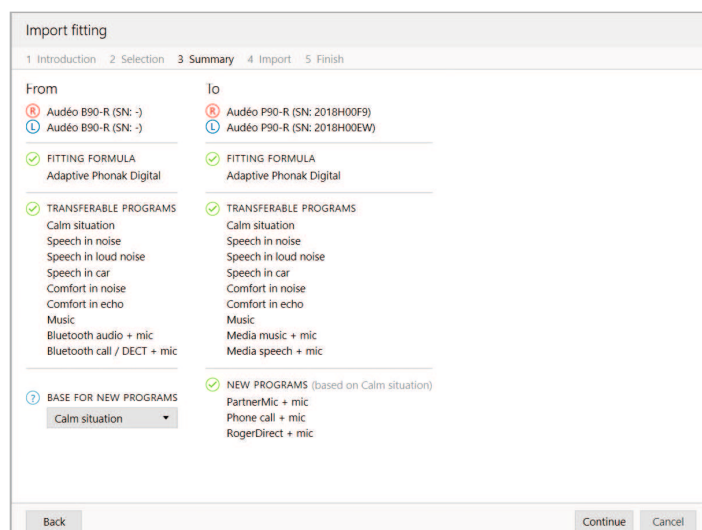 Import fitting
1 Introduction 2 Selection 3 Summary 4 Import 5 Finish
From
R Audéo B90-R (SN: -)
L Audéo B90-R (SN: -)
FITTING FORMULA
Adaptive Phonak Digital
TRANSFERABLE PROGRAMS
Calm situation
Speech in noise
Speech in loud noise
Speech in car
Comfort in noise
Comfort in echo
Music
Bluetooth audio + mic
Bluetooth call / DECT + mic
? BASE FOR NEW PROGRAMS
Calm situation
To
R Audéo P90-R (SN: 2018H00F9)
L Audéo P90-R (SN: 2018H00EW)
FITTING FORMULA
Adaptive Phonak Digital
TRANSFERABLE PROGRAMS
Calm situation
Speech in noise
Speech in loud noise
Speech in car
Comfort in noise
Comfort in echo
Music
Media music + mic
Media speech + mic
NEW PROGRAMS (based on Calm situation)
PartnerMic + mic
Phone call + mic
RogerDirect + mic
Back
Continue
Cancel